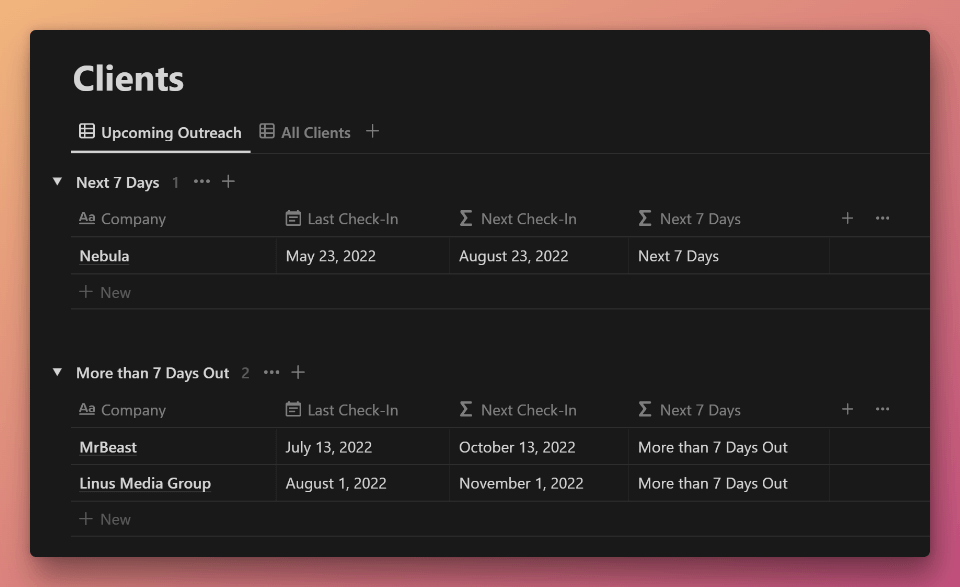 Clients
Upcoming Outreach All Clients
Next 7 Days 1
Aa Company Last Check-In Σ Next Check-In Σ Next 7 Days
Nebula May 23, 2022 August 23, 2022 Next 7 Days
+ New
More than 7 Days Out 2
Aa Company Last Check-In Σ Next Check-In Σ Next 7 Days
MrBeast July 13, 2022 October 13, 2022 More than 7 Days Out
Linus Media Group August 1, 2022 November 1, 2022 More than 7 Days Out
+ New